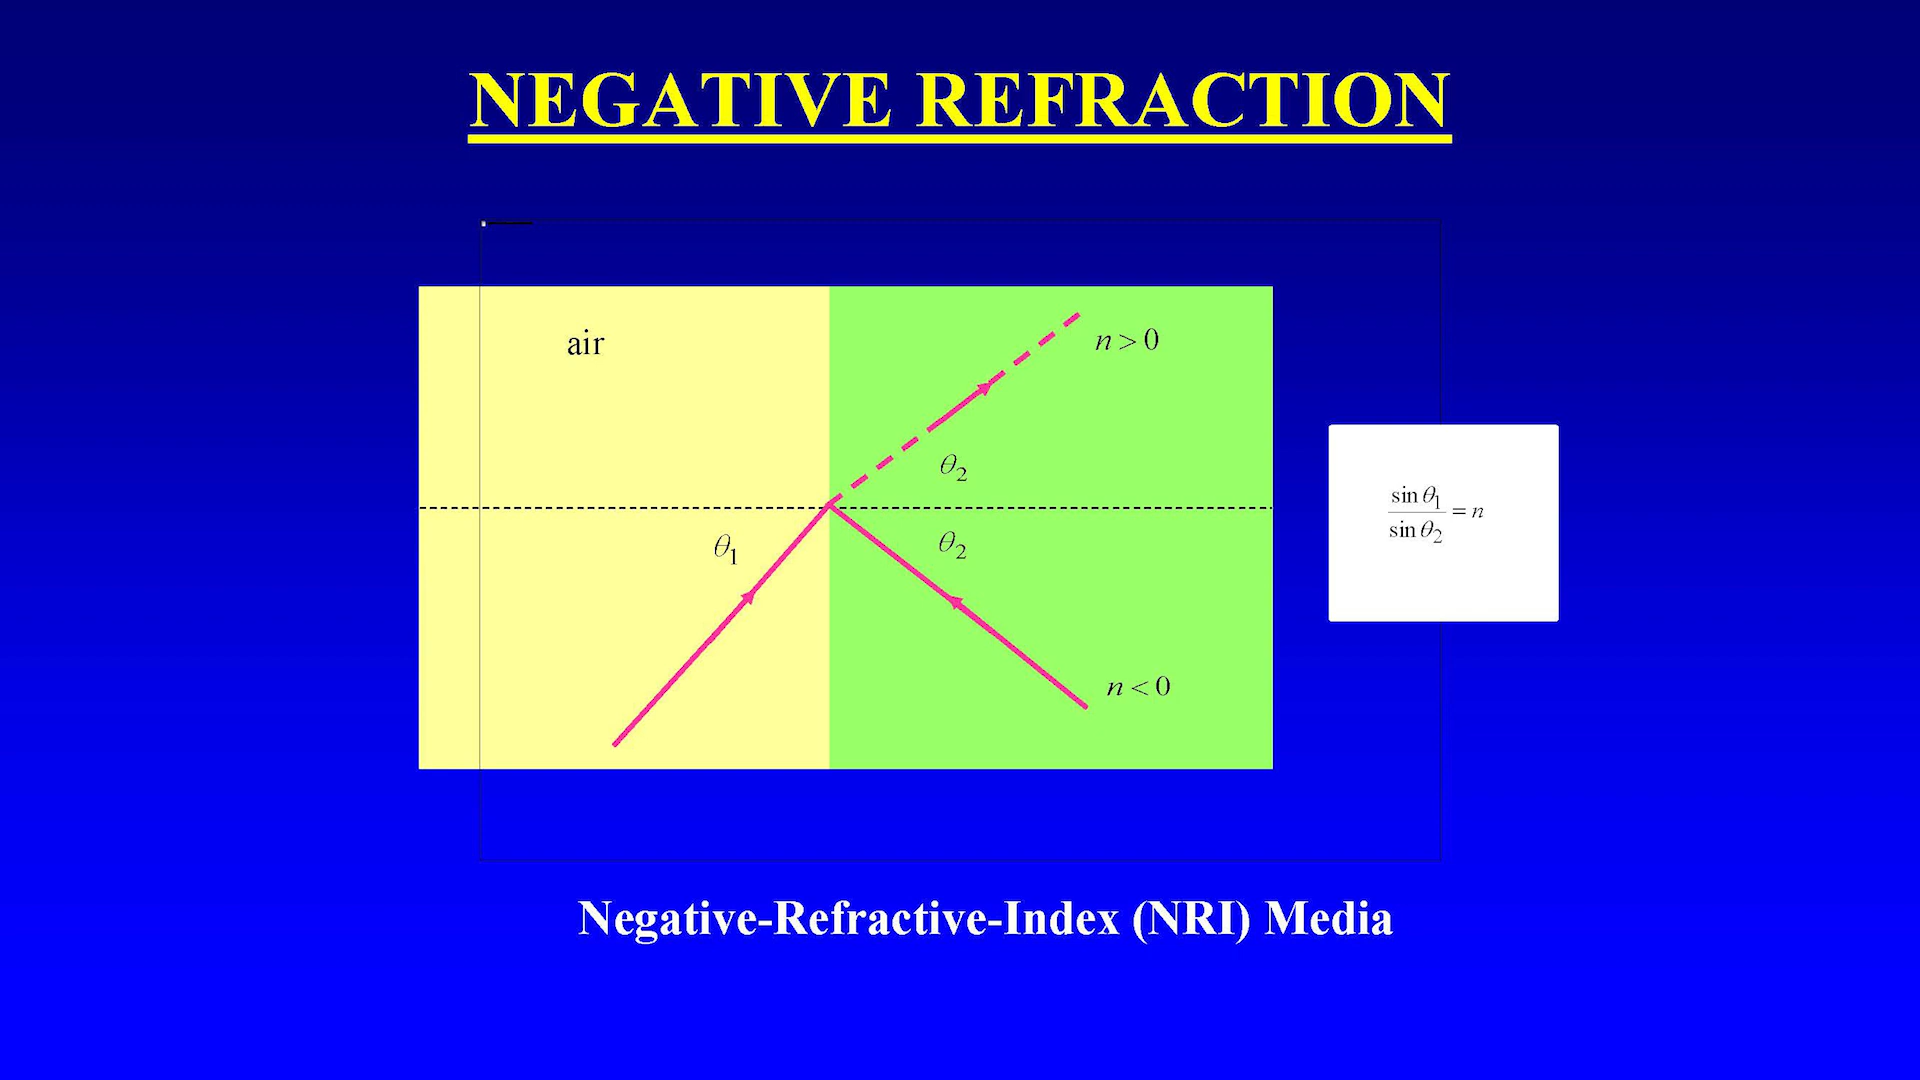 NEGATIVE REFRACTION
air
n > 0
θ2
θ1
θ2
n < 0
sin θ1
sin θ2
= n
Negative-Refractive-Index (NRI) Media